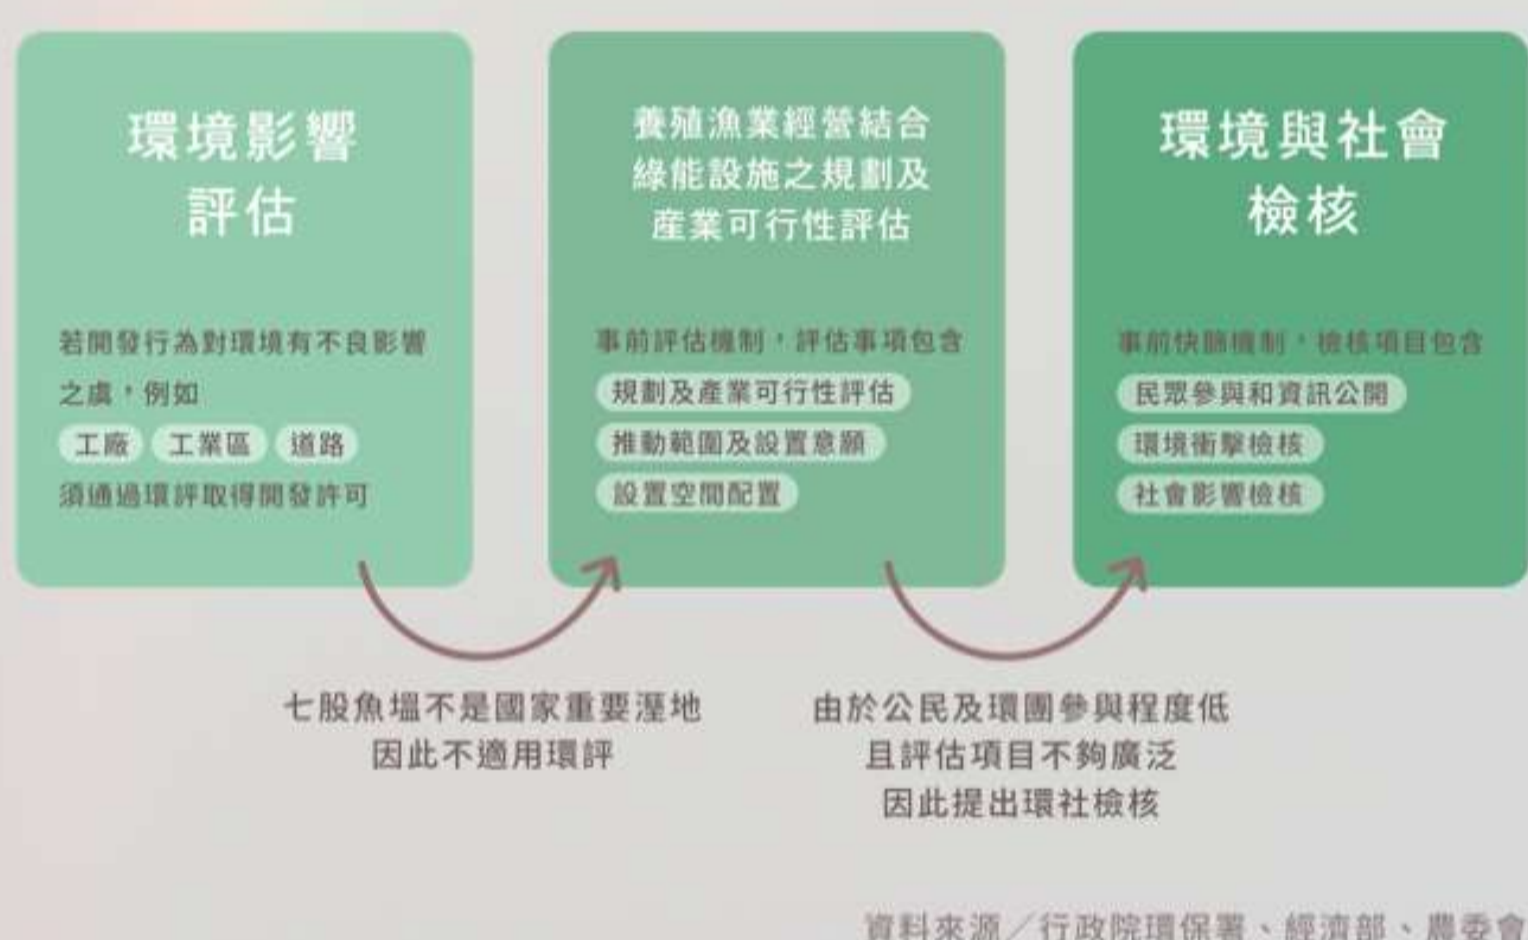 環境影響
評估
若開發行為對環境有不良影響
之虞，例如
工廠 工業區 道路
須通過環評取得開發許可
養殖漁業經營結合
綠能設施之規劃及
產業可行性評估
事前評估機制，評估事項包含
規劃及產業可行性評估
推動範圍及設置意願
設置空間配置
環境與社會
檢核
事前快篩機制，檢核項目包含
民眾參與和資訊公開
環境衝擊檢核
社會影響檢核
七股魚塭不是國家重要溼地
因此不適用環評
由於公民及環團參與程度低
且評估項目不夠廣泛
因此提出環社檢核
資料來源／行政院環保署、經濟部、農委會